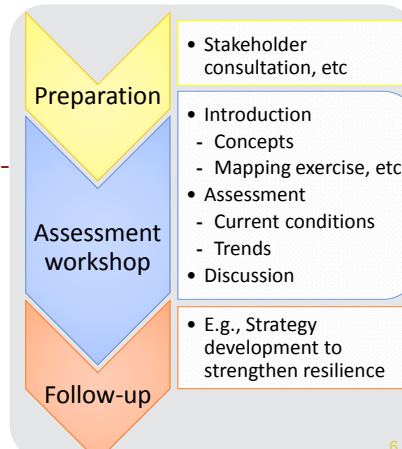 Preparation
• Stakeholder
consultation, etc
Assessment
workshop
• Introduction
- Concepts
- Mapping exercise, etc
• Assessment
- Current conditions
- Trends
• Discussion
Follow-up
• E.g., Strategy
development to
strengthen resilience
6